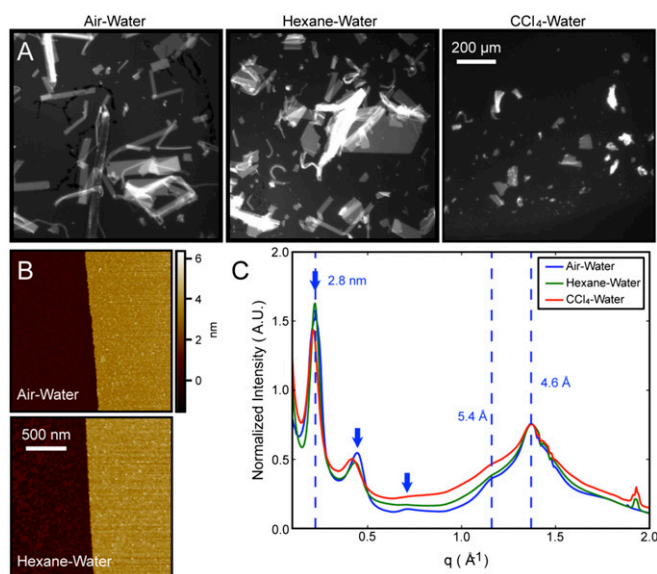 Air-Water
Hexane-Water
CCl₄-Water
A
200 µm
B
6
4
2
0
nm
Air-Water
500 nm
Hexane-Water
C
2.0
1.5
1.0
0.5
0.0
Normalized Intensity ( A.U.)
2.8 nm
5.4 Å
4.6 Å
Air-Water
Hexane-Water
CCl₄-Water
0.5
1.0
1.5
2.0
q ( Å¹)